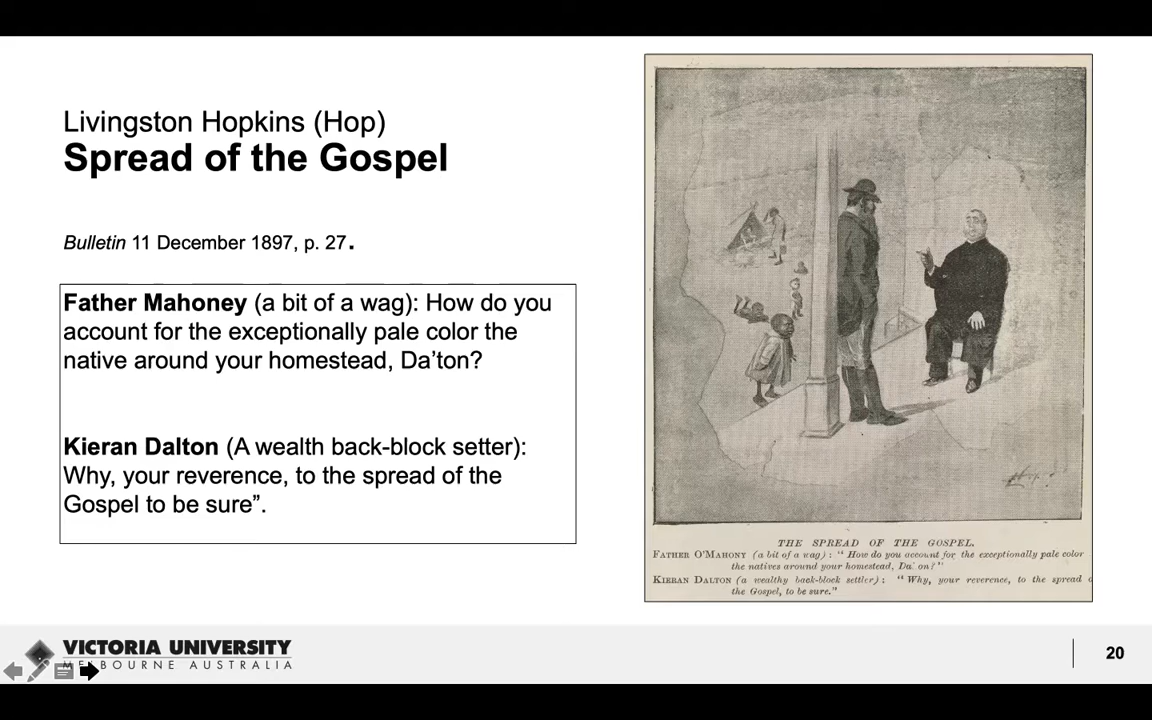 Livingston Hopkins (Hop)
Spread of the Gospel
Bulletin 11 December 1897, p. 27.
Father Mahoney (a bit of a wag): How do you
account for the exceptionally pale color the
native around your homestead, Da’ton?
Kieran Dalton (A wealth back-block setter):
Why, your reverence, to the spread of the
Gospel to be sure”.
THE SPREAD OF THE GOSPEL.
FATHER O'MAHONY (a bit of a wag): "How do you account for the exceptionally pale color
the natives around your homestead, Da' on?"
KIERAN DALTON (a wealthy back-block settler): "Why, your reverence, to the spread
the Gospel, to be sure."
VICTORIA UNIVERSITY
MELBOURNE AUSTRALIA
20